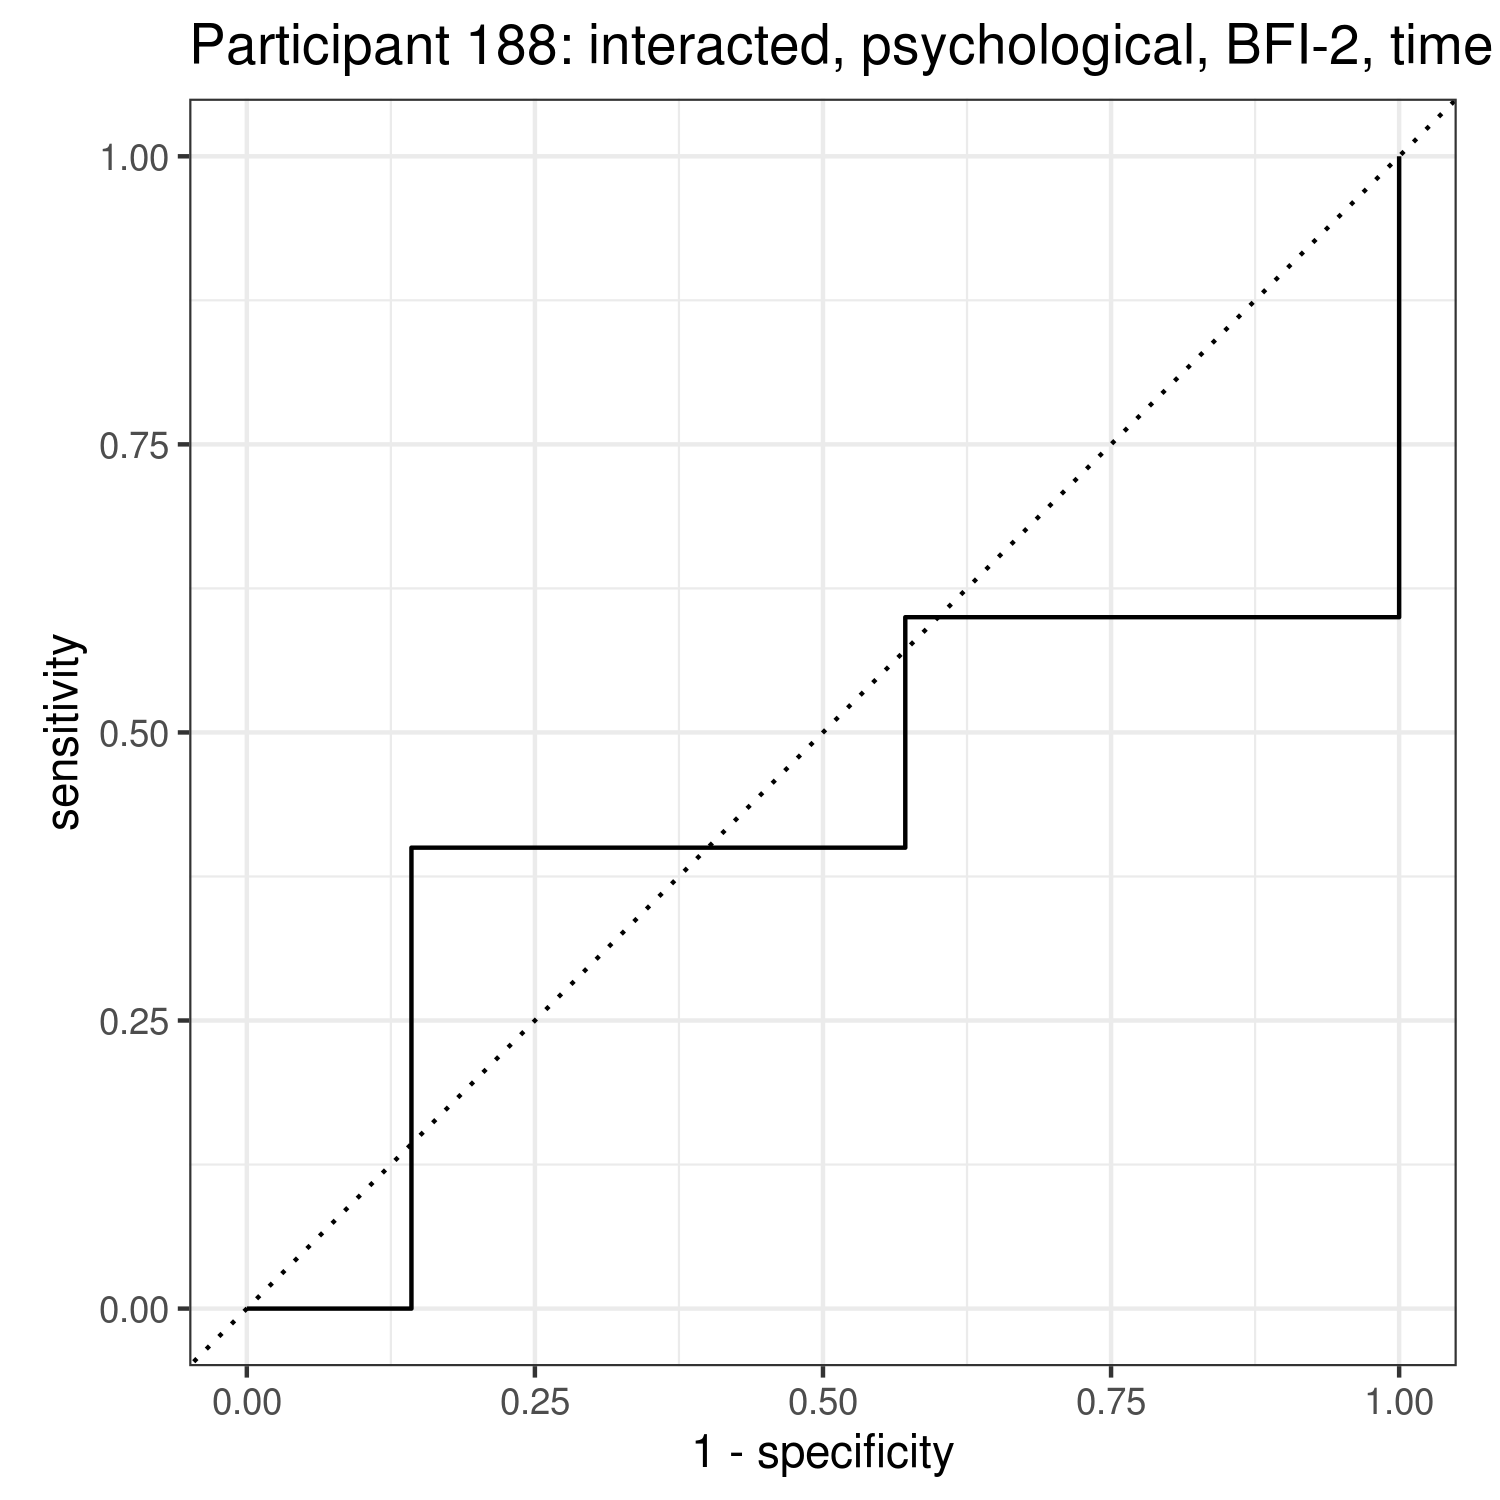 Participant 188: interacted, psychological, BFI-2, time
1.00
0.75
0.50
0.25
0.00
sensitivity
0.00 0.25 0.50 0.75 1.00
1 - specificity